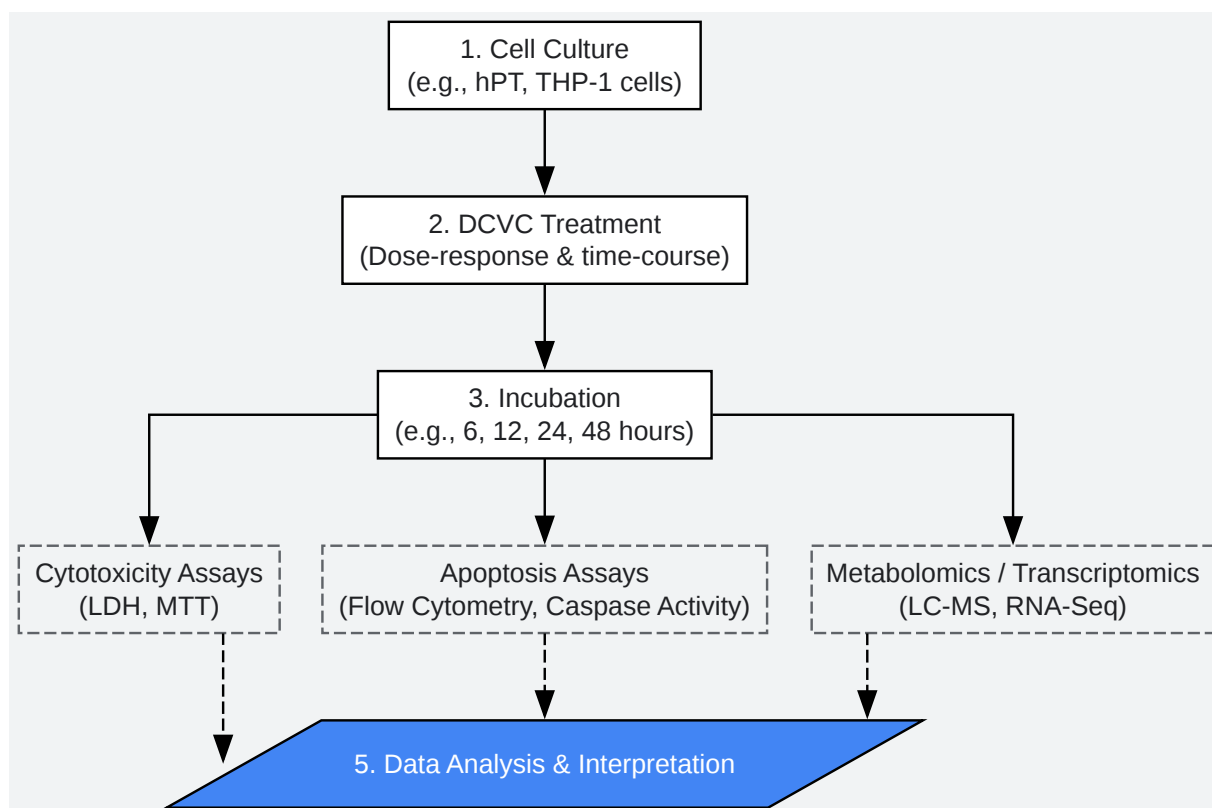 1. Cell Culture
(e.g., hPT, THP-1 cells)
2. DCVC Treatment
(Dose-response & time-course)
3. Incubation
(e.g., 6, 12, 24, 48 hours)
Cytotoxicity Assays
(LDH, MTT)
Apoptosis Assays
(Flow Cytometry, Caspase Activity)
Metabolomics / Transcriptomics
(LC-MS, RNA-Seq)
5. Data Analysis & Interpretation